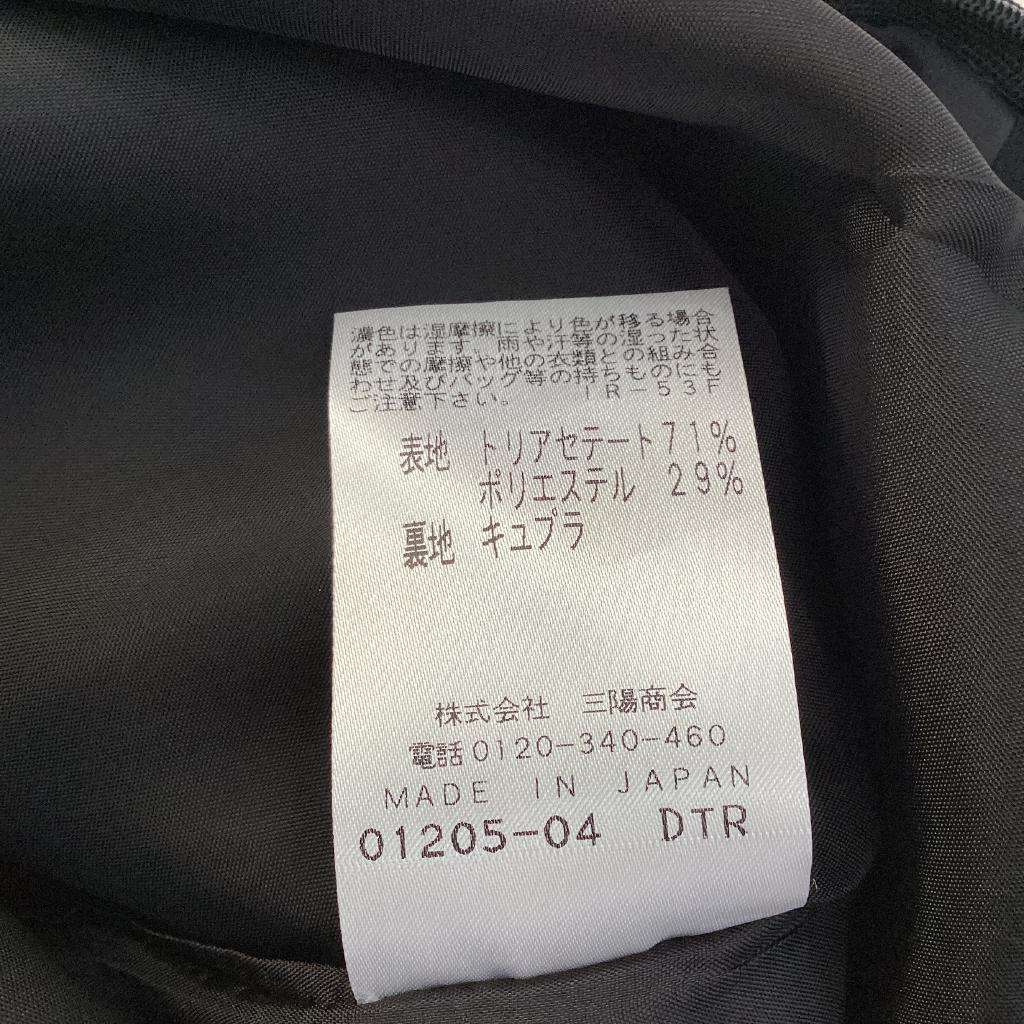 濃色は湿摩擦により色が移る場合
があります。雨や汗等の湿った状
態での摩擦や他の衣類との組み合
わせ及びバッグ等の持ちものにも
ご注意下さい。 IR-53F
表地 トリアセテート71%
ポリエステル 29%
裏地 キュプラ
株式会社 三陽商会
電話0120-340-460
MADE IN JAPAN
01205-04 DTR